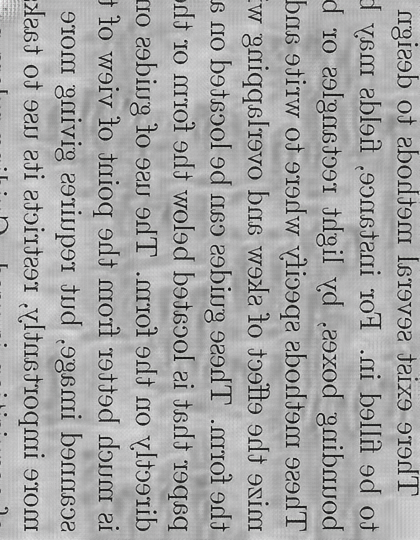 There exist several methods to design
to be filled in. For instance, fields may
bounding boxes, by light rectangles or
These methods specify where to write and
mize the effect of skew and overlapping w
the form. These guides can be located on a
paper that is located below the form or
directly on the form. The use of guides on
is much better from the point of view of
scanned image, but requires giving more
more importantly, restricts its use to task